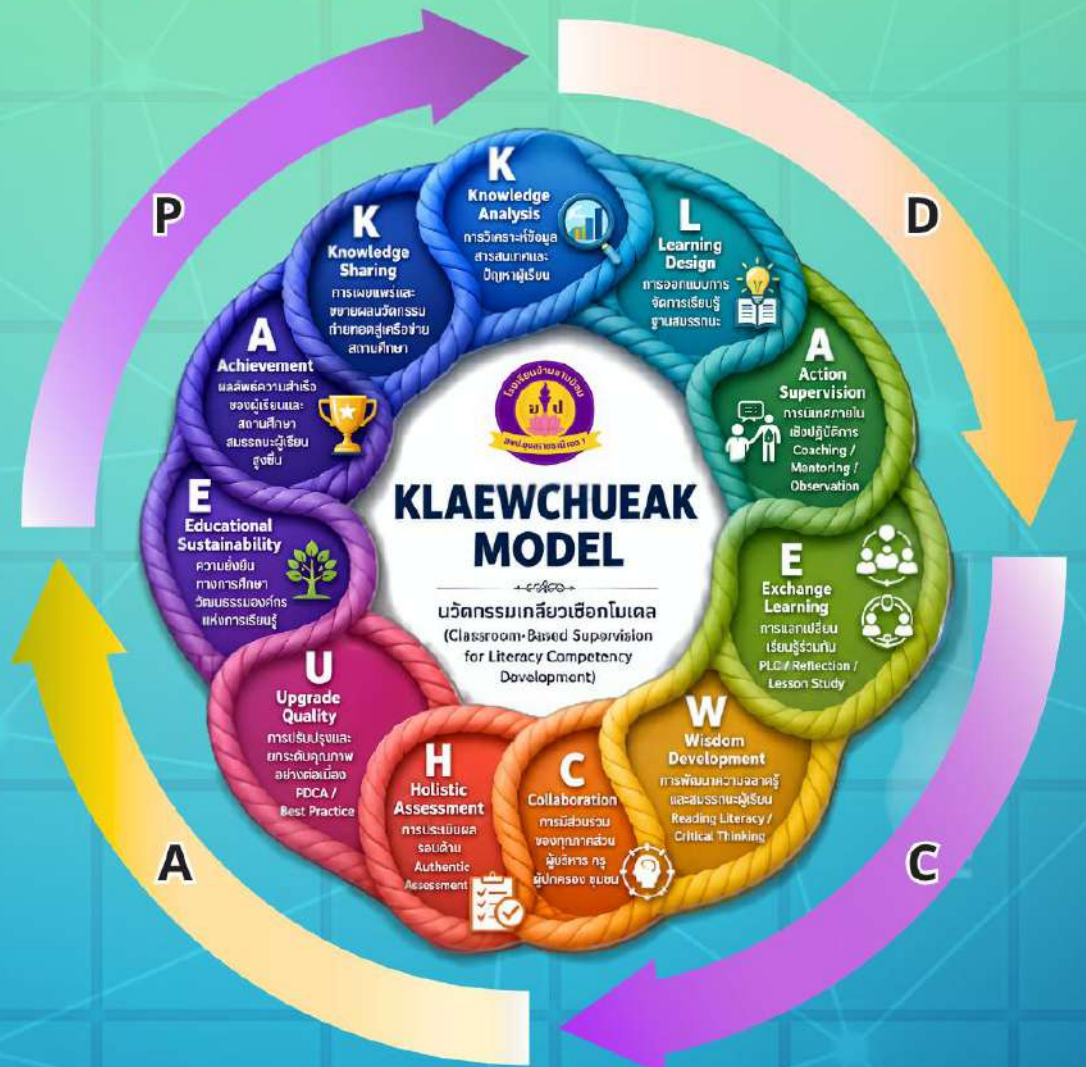 P
D
K
Knowledge
Analysis
การวิเคราะห์ข้อมูล
สารสนเทศและ
ปัญหาผู้เรียน
L
Learning
Design
การออกแบบการ
จัดการเรียนรู้
ฐานสมรรถนะ
A
Action
Supervision
การนิเทศภายใน
เชิงปฏิบัติการ
Coaching /
Mentoring /
Observation
E
Exchange
Learning
การแลกเปลี่ยน
เรียนรู้ร่วมกัน
PLC / Reflection /
Lesson Study
W
Wisdom
Development
การพัฒนาความฉลาดรู้
และสมรรถนะผู้เรียน
Reading Literacy /
Critical Thinking
C
Collaboration
การมีส่วนร่วม
ของทุกภาคส่วน
ผู้บริหาร ครู
ผู้ปกครอง ชุมชน
H
Holistic
Assessment
การประเมินผล
รอบด้าน
Authentic
Assessment
U
Upgrade
Quality
การปรับปรุงและ
ยกระดับคุณภาพ
อย่างต่อเนื่อง
PDCA /
Best Practice
E
Educational
Sustainability
ความยั่งยืน
ทางการศึกษา
วัฒนธรรมองค์กร
แห่งการเรียนรู้
A
Achievement
ผลลัพธ์ความสำเร็จ
ของผู้เรียนและ
สถานศึกษา
สมรรถนะผู้เรียน
สูงขึ้น
K
Knowledge
Sharing
การเผยแพร่และ
ขยายผลนวัตกรรม
ถ่ายทอดสู่เครือข่าย
สถานศึกษา
KLAEWCHUEAK
MODEL
นวัตกรรมเกลียวเชือกโมเดล
(Classroom-Based Supervision
for Literacy Competency
Development)
A
C